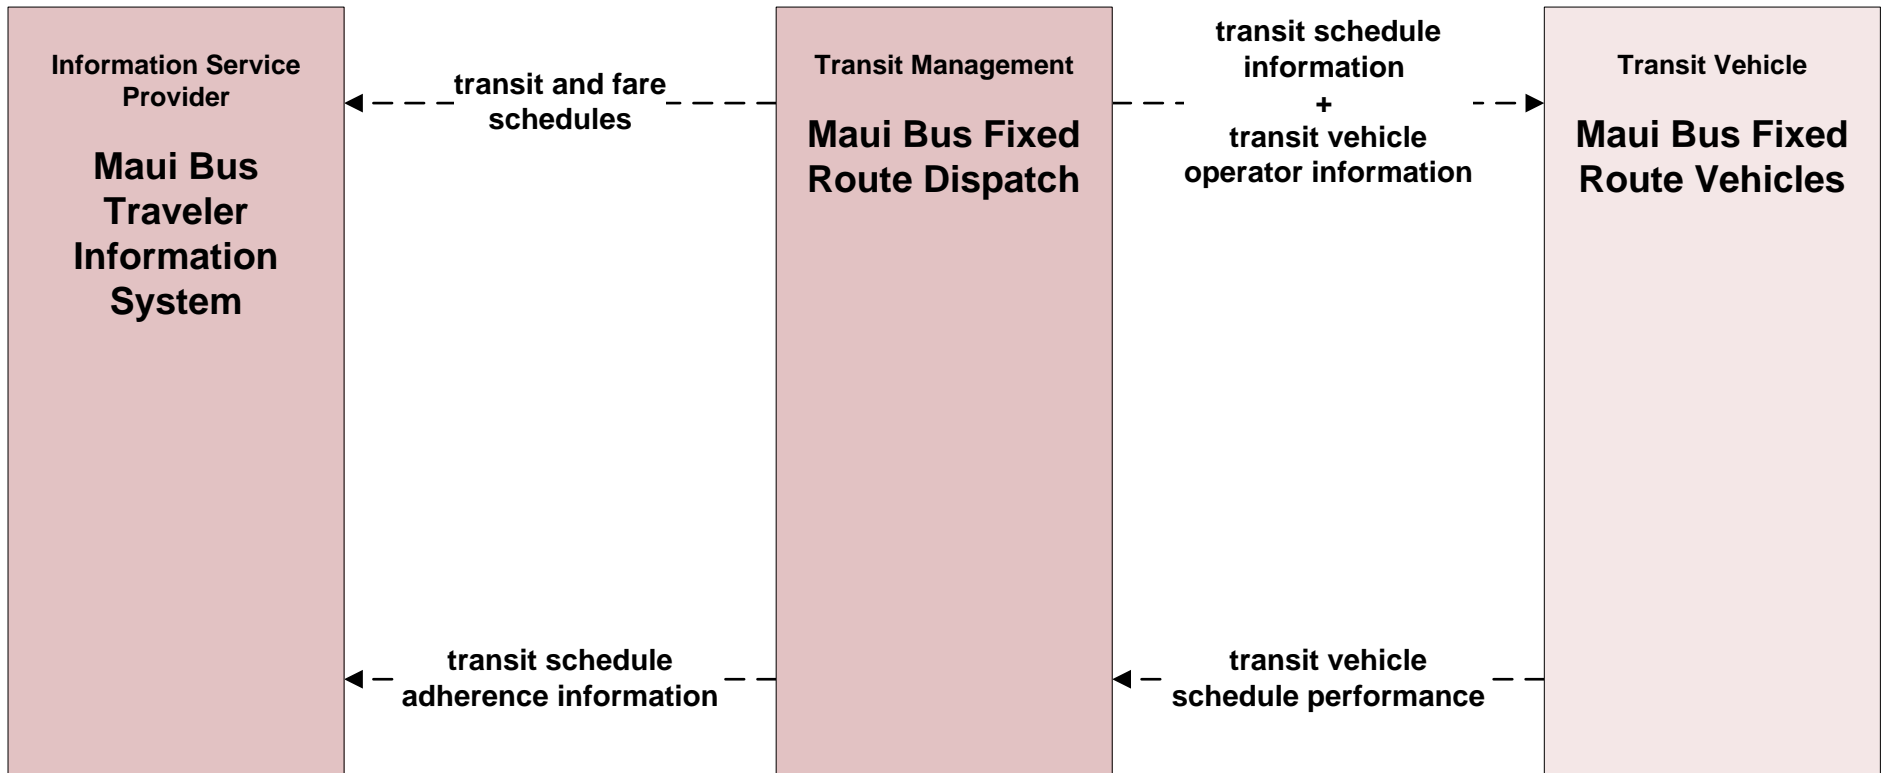 Information Service
Provider
Maui Bus
Traveler
Information
System
transit and fare
schedules
Transit Management
Maui Bus Fixed
Route Dispatch
transit schedule
information
+
transit vehicle
operator information
Transit Vehicle
Maui Bus Fixed
Route Vehicles
transit schedule
adherence information
transit vehicle
schedule performance